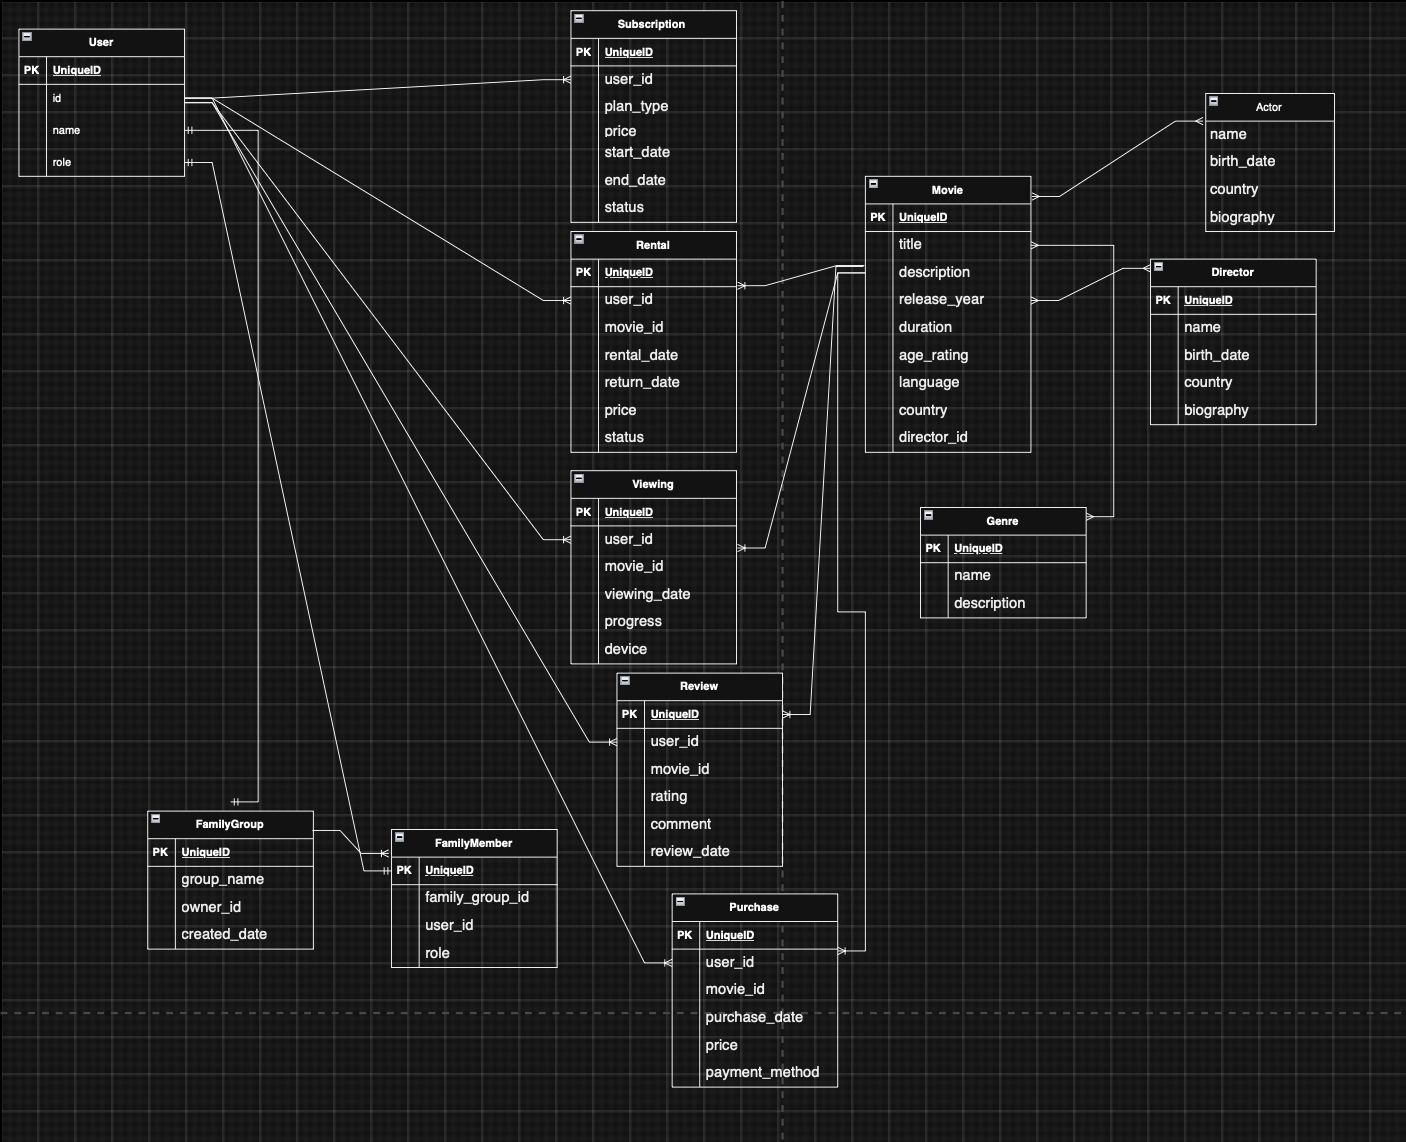 User
PK UniqueID
id
name
role
Subscription
PK UniqueID
user_id
plan_type
price
start_date
end_date
status
Rental
PK UniqueID
user_id
movie_id
rental_date
return_date
price
status
Viewing
PK UniqueID
user_id
movie_id
viewing_date
progress
device
Review
PK UniqueID
user_id
movie_id
rating
comment
review_date
Purchase
PK UniqueID
user_id
movie_id
purchase_date
price
payment_method
FamilyGroup
PK UniqueID
group_name
owner_id
created_date
FamilyMember
PK UniqueID
family_group_id
user_id
role
Movie
PK UniqueID
title
description
release_year
duration
age_rating
language
country
director_id
Actor
name
birth_date
country
biography
Director
PK UniqueID
name
birth_date
country
biography
Genre
PK UniqueID
name
description